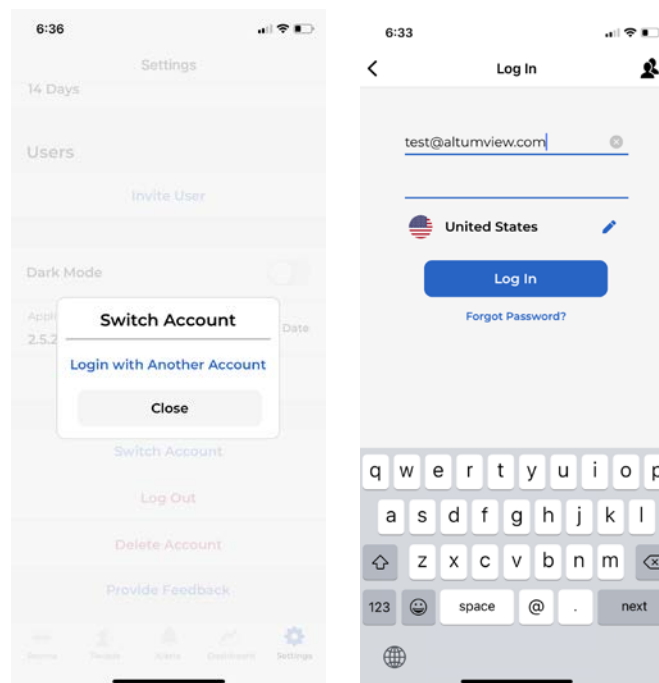 6:36
Settings
14 Days
Users
Invite User
Dark Mode
Switch Account
Date
2.5.2
Login with Another Account
Close
Switch Account
Log Out
Delete Account
Provide Feedback
Settings
6:33
Log In
test@altumview.com
United States
Log In
Forgot Password?
q w e r t y u i o p
a s d f g h j k l
z x c v b n m
123 space @ . next